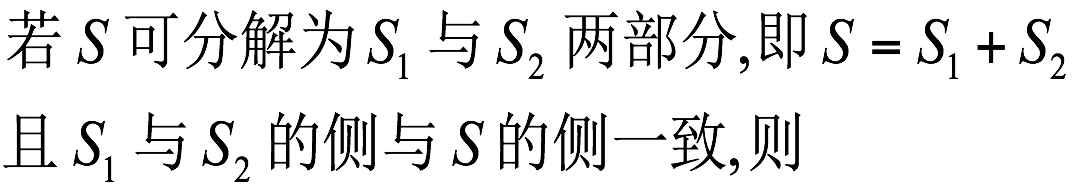 若 S 可分解为 S₁ 与 S₂ 两部分,即 S = S₁ + S₂
且 S₁ 与 S₂ 的侧与 S 的侧一致,则